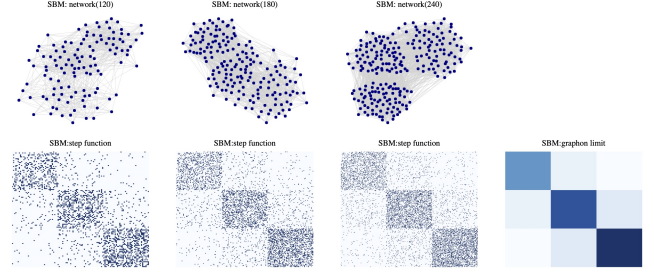 SBM: network(120)
SBM: network(180)
SBM: network(240)
SBM:step function
SBM:step function
SBM:step function
SBM:graphon limit